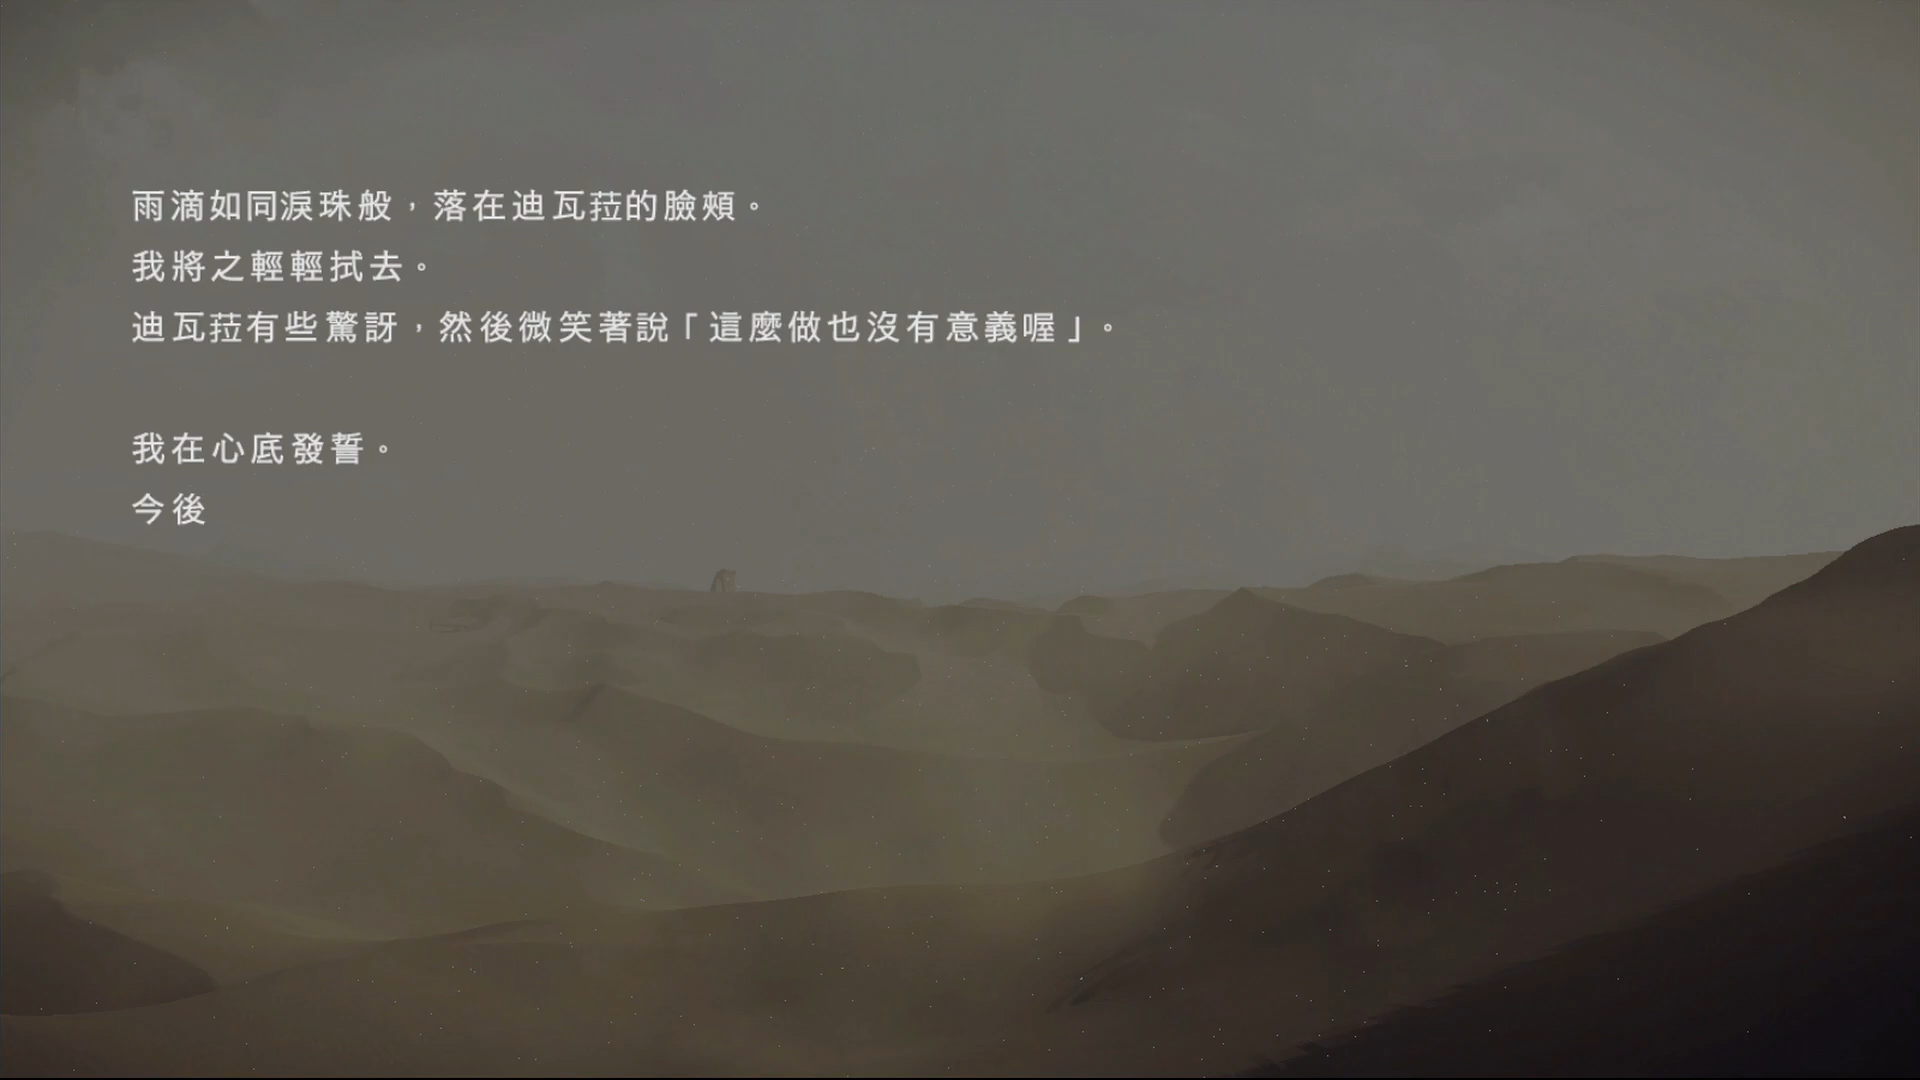 雨滴如同淚珠般，落在迪瓦菈的臉頰。
我將之輕輕拭去。
迪瓦菈有些驚訝，然後微笑著說「這麼做也沒有意義喔」。
我在心底發誓。
今後